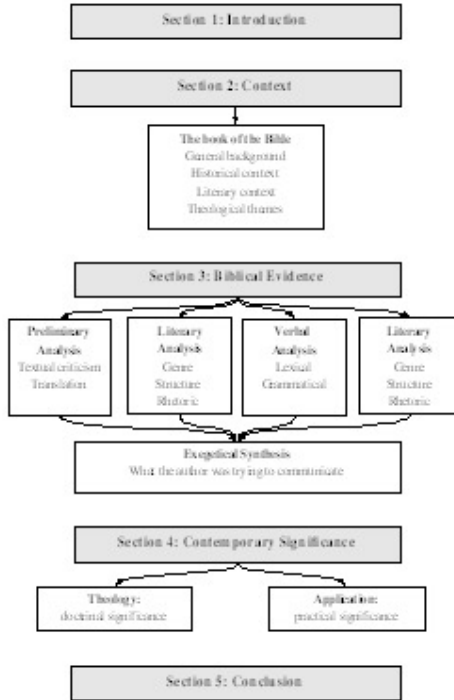 Section 1: Introduction
Section 2: Context
The book of the Bible
General background
Historical context
Literary context
Theological themes
Section 3: Biblical Evidence
Preliminary
Analysis
Textual criticism
Translation
Literary
Analysis
Genre
Structure
Rhetoric
Verbal
Analysis
Lexical
Grammatical
Literary
Analysis
Genre
Structure
Rhetoric
Exegetical Synthesis
What the author was trying to communicate
Section 4: Contemporary Significance
Theology:
doctrinal significance
Application:
practical significance
Section 5: Conclusion